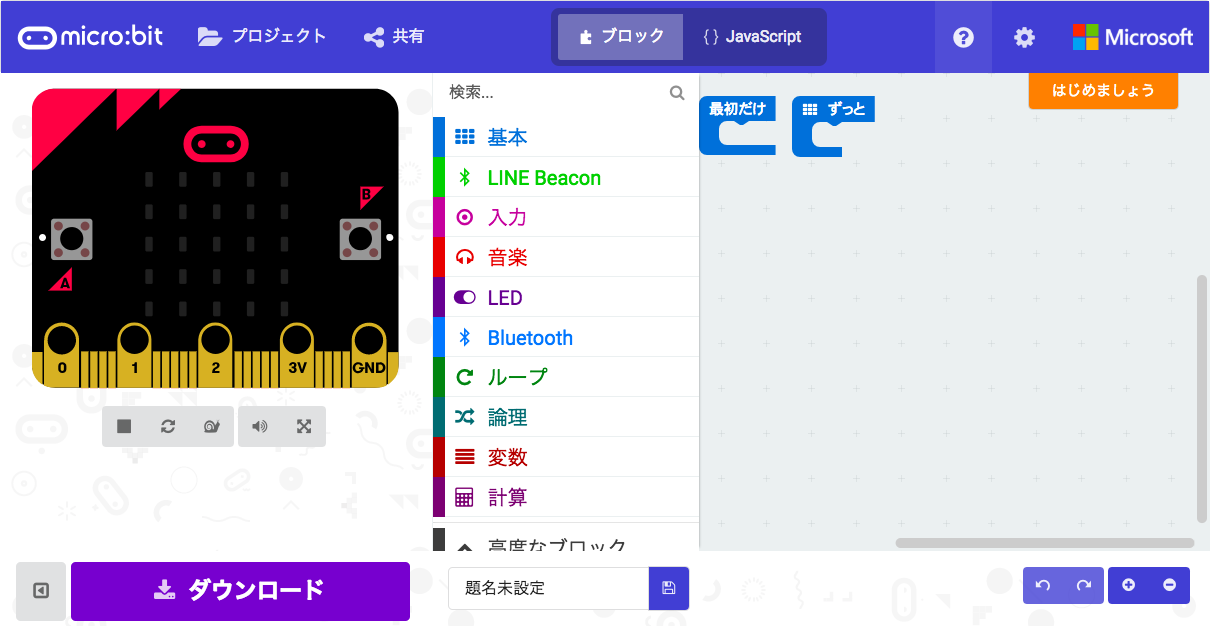 micro:bit
プロジェクト
共有
ブロック
{ } JavaScript
?
Microsoft
はじめましょう
B
A
0 1 2 3V GND
検索...
基本
LINE Beacon
入力
音楽
LED
Bluetooth
ループ
論理
変数
計算
高度なブロック
最初だけ
ずっと
ダウンロード
題名未設定